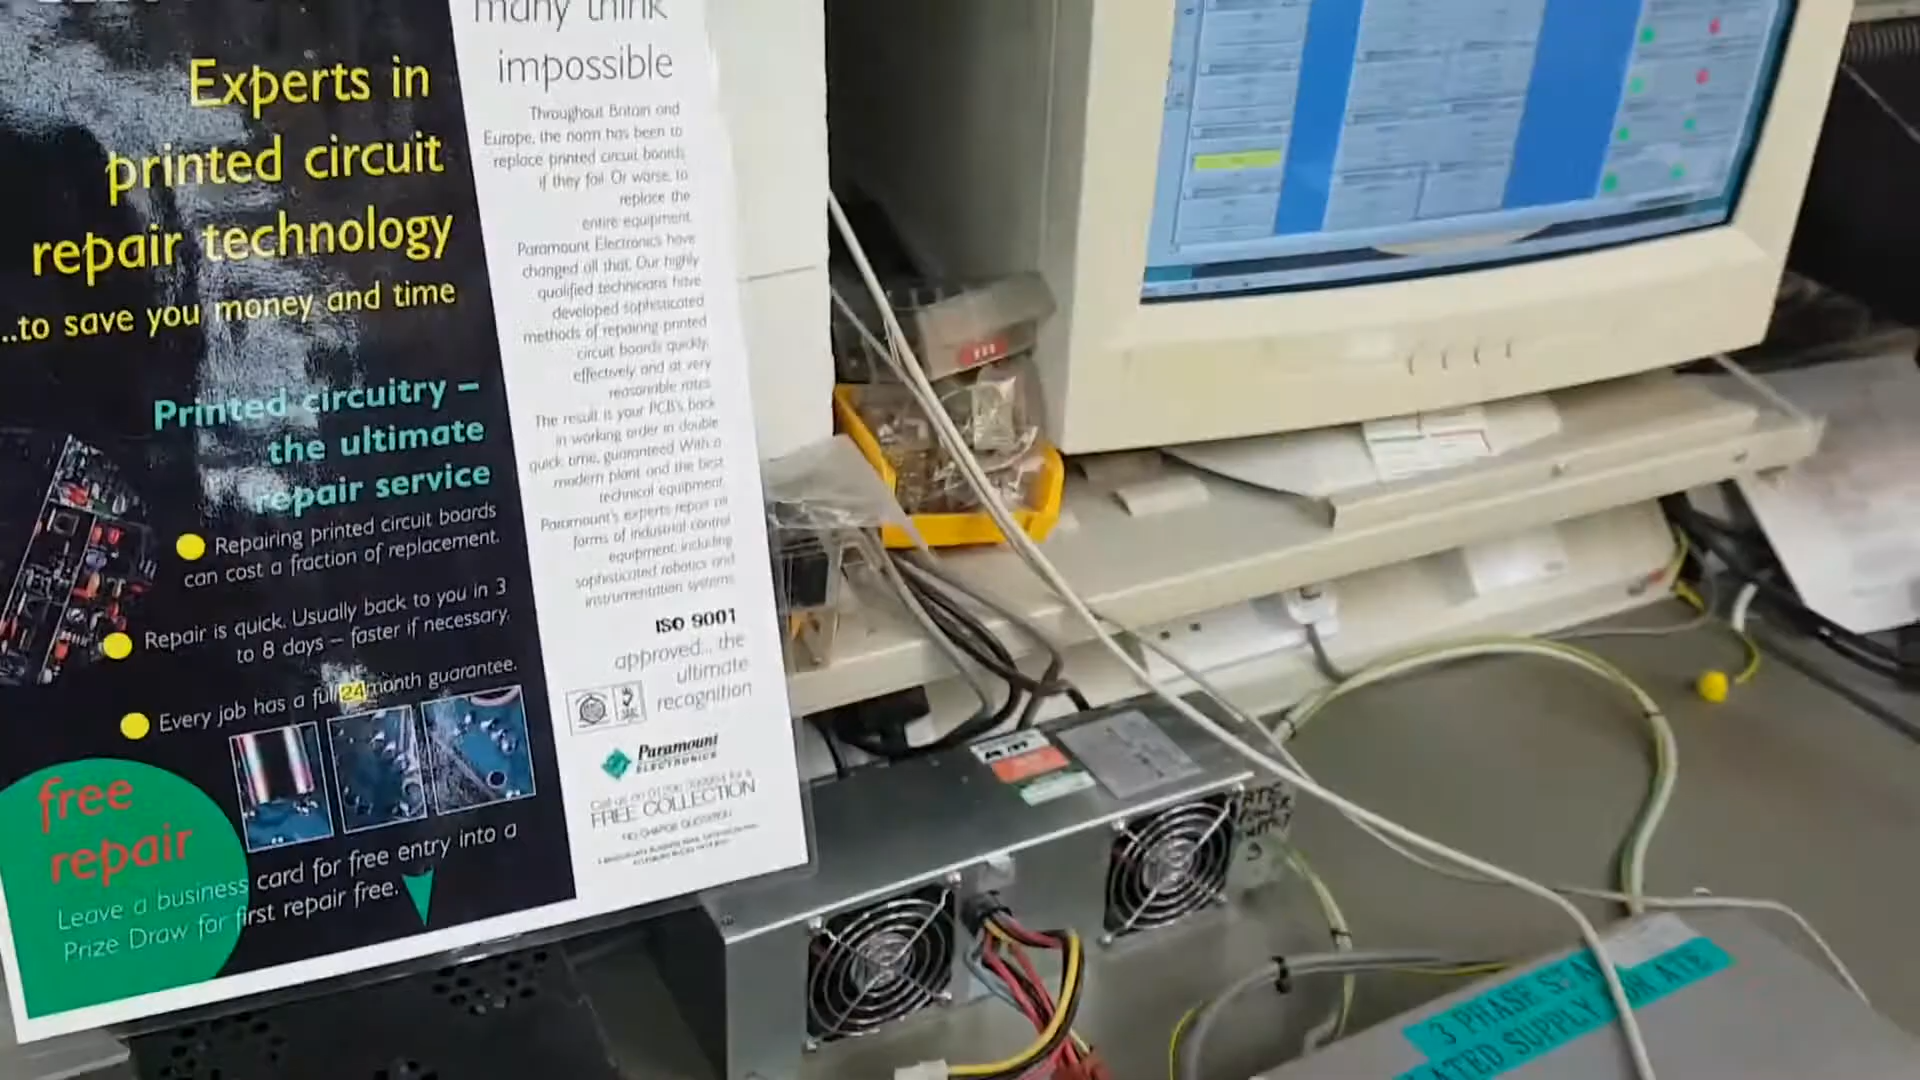 Experts in
printed circuit
repair technology
...to save you money and time
Printed circuitry –
the ultimate
repair service
Repairing printed circuit boards
can cost a fraction of replacement.
Repair is quick. Usually back to you in 3
to 8 days – faster if necessary.
Every job has a full 24 month guarantee.
free
repair
Leave a business card for free entry into a
Prize Draw for first repair free.
many think
impossible
Throughout Britain and
Europe, the norm has been to
replace printed circuit boards
if they fail. Or worse, to
replace the
entire equipment.
Paramount Electronics have
changed all that. Our highly
qualified technicians have
developed sophisticated
methods of repairing printed
circuit boards quickly,
effectively and at very
reasonable rates
The result is your PCB's back
in working order in double
quick time, guaranteed. With a
modern plant and the best
technical equipment,
Paramount's experts repair all
forms of industrial control
equipment, including
sophisticated robotics and
instrumentation systems.
ISO 9001
approved... the
ultimate
recognition
Paramount
ELECTRONICS
FREE COLLECTION
NO CHARGE QUOTATION
3 PHASE
SUPPLY FOR ATE